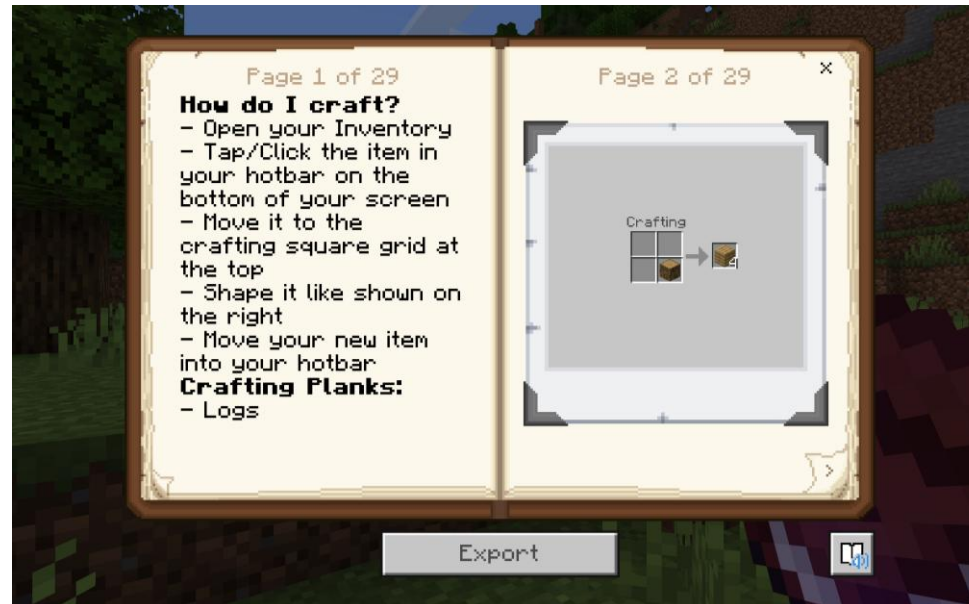 Page 1 of 29
How do I craft?
- Open your Inventory
- Tap/Click the item in
your hotbar on the
bottom of your screen
- Move it to the
crafting square grid at
the top
- Shape it like shown on
the right
- Move your new item
into your hotbar
Crafting Planks:
- Logs
Page 2 of 29
x
Crafting
4
>
Export